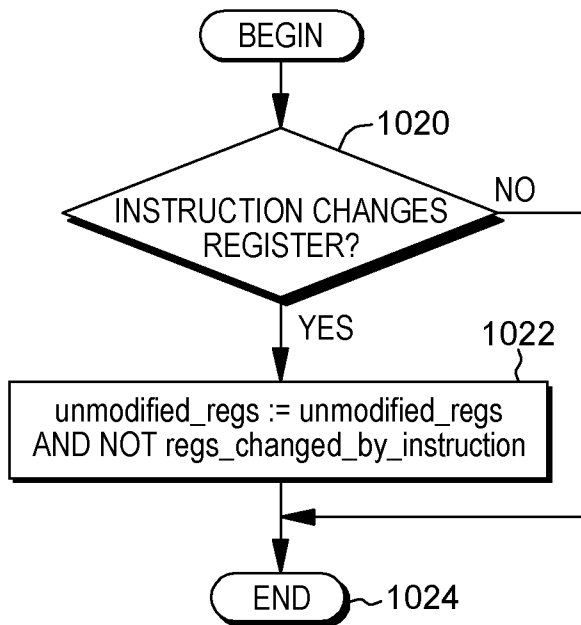 BEGIN
1020
INSTRUCTION CHANGES
REGISTER?
NO
YES
1022
unmodified_regs := unmodified_regs
AND NOT regs_changed_by_instruction
END
1024